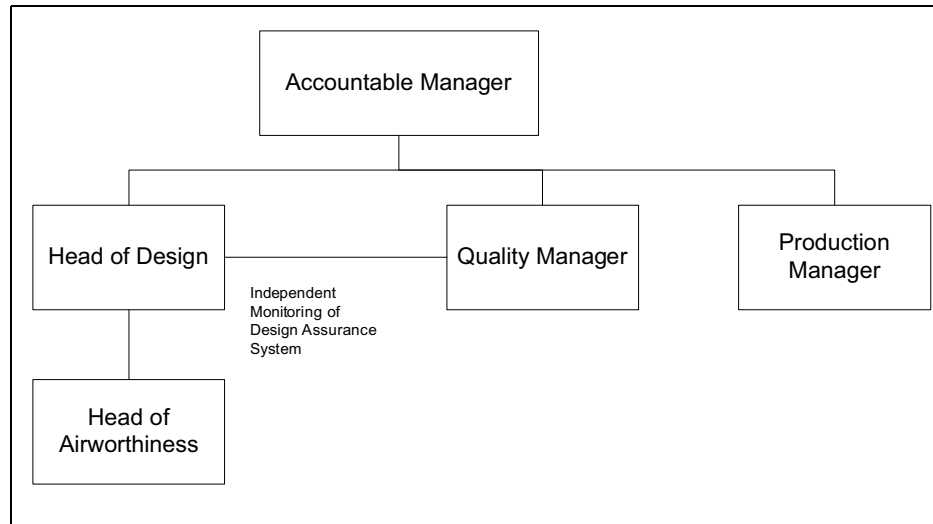 Accountable Manager
Head of Design
Quality Manager
Production
Manager
Independent
Monitoring of
Design Assurance
System
Head of
Airworthiness